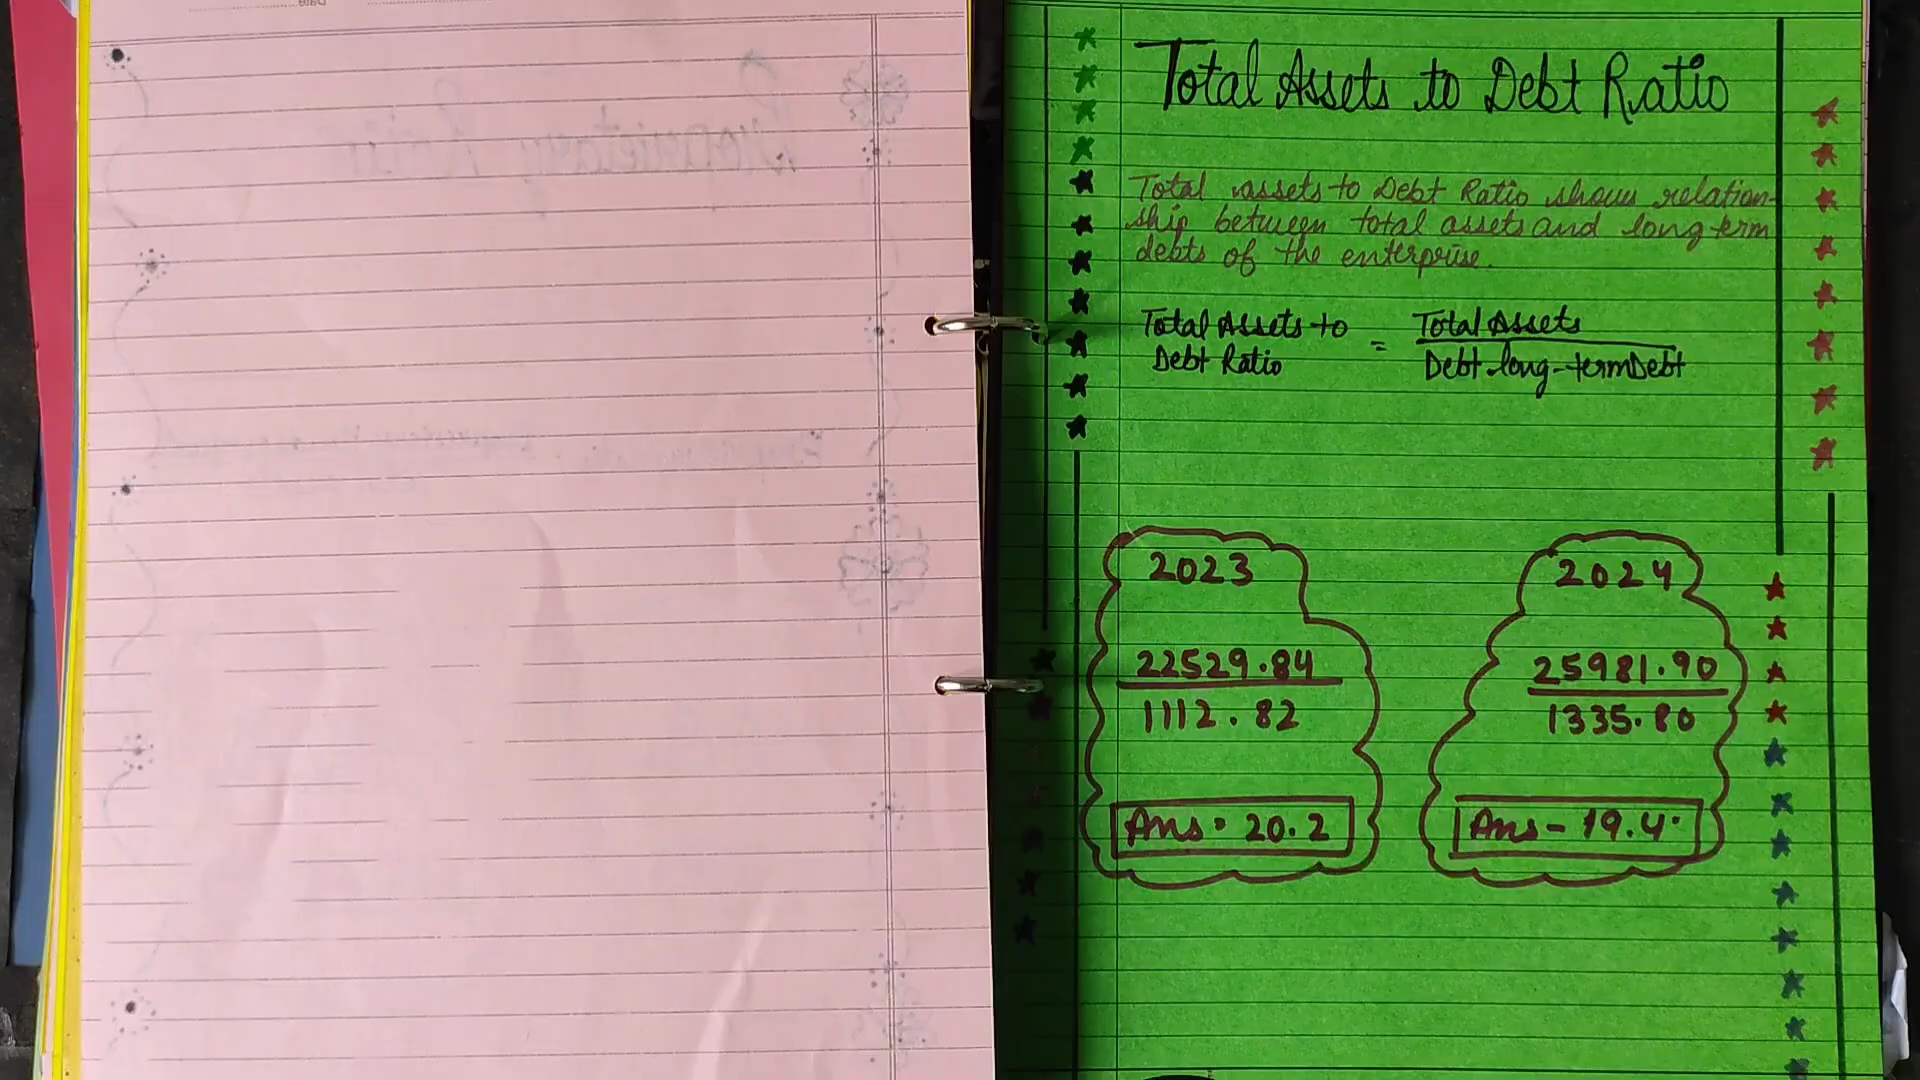 Total Assets to Debt Ratio
Total assets to Debt Ratio shows relation-
ship between total assets and long term
debts of the enterprise.
Total Assets to Debt Ratio = Total Assets
Debt long-term Debt
2023
22529.84
1112.82
Ans · 20.2
2024
25981.90
1335.80
Ans - 19.4